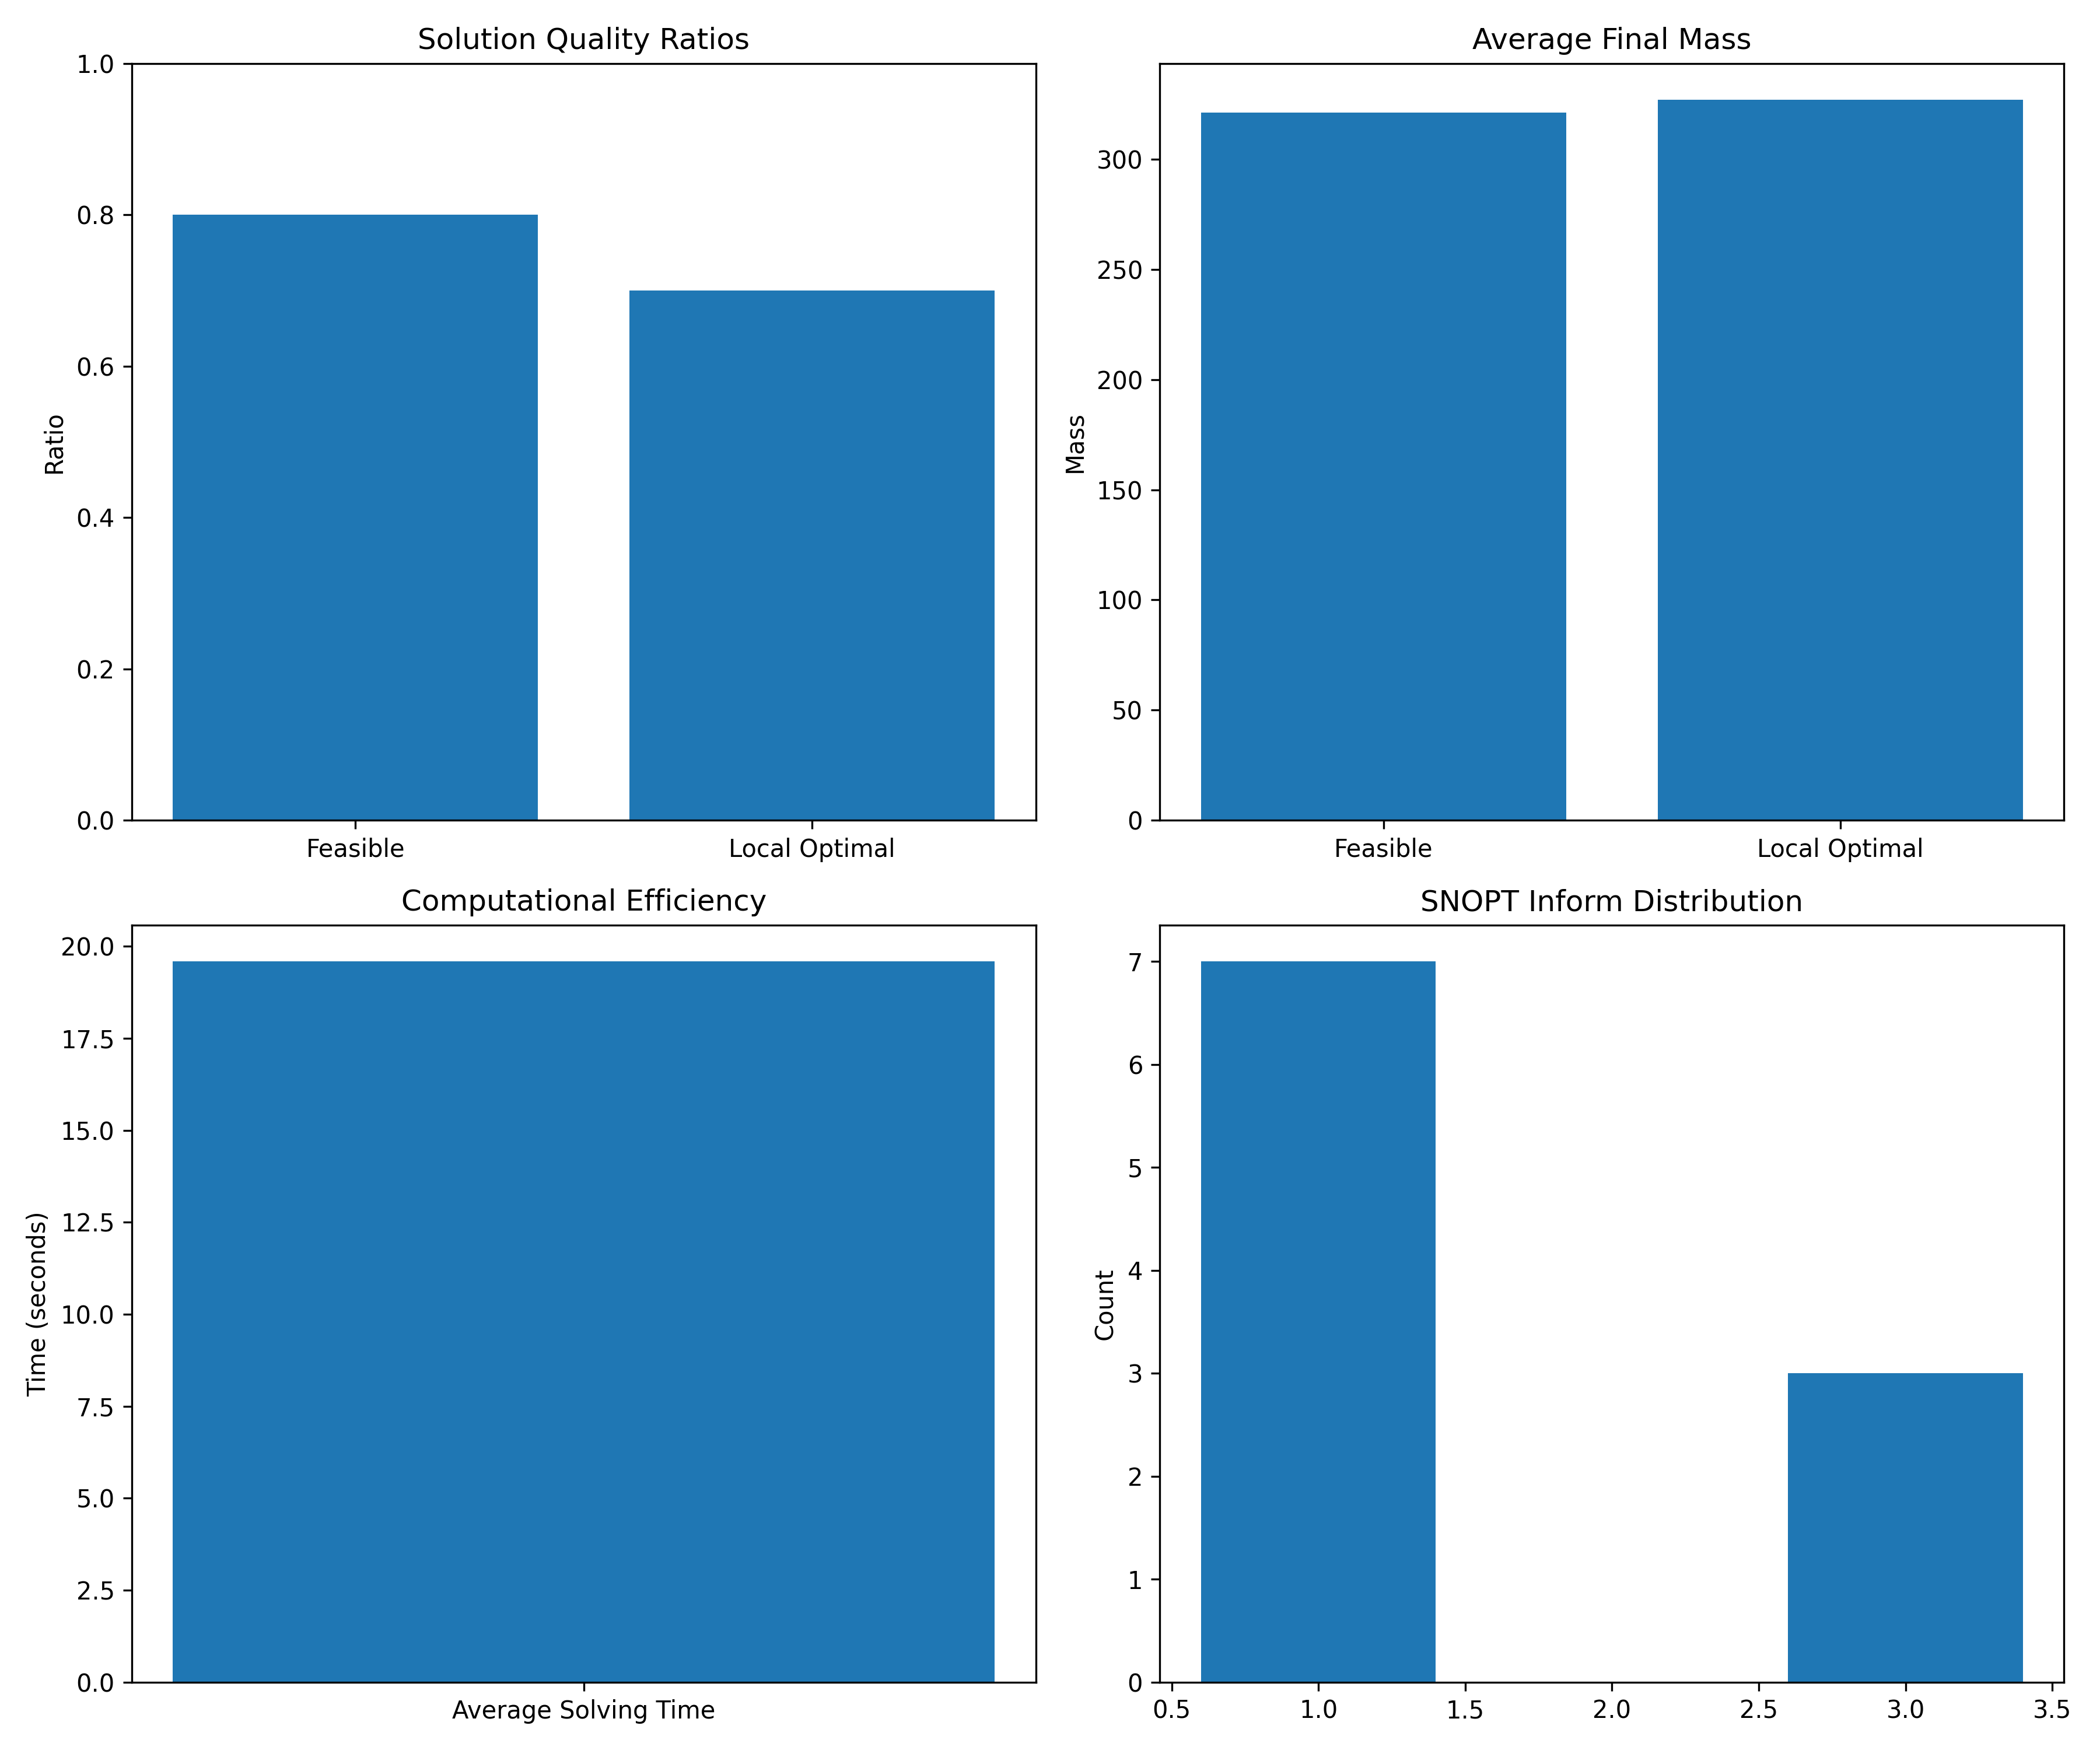 Solution Quality Ratios
1.0
0.8
0.6
0.4
0.2
0.0
Ratio
Feasible
Local Optimal
Average Final Mass
300
250
200
150
100
50
0
Mass
Feasible
Local Optimal
Computational Efficiency
20.0
17.5
15.0
12.5
10.0
7.5
5.0
2.5
0.0
Time (seconds)
Average Solving Time
SNOPT Inform Distribution
7
6
5
4
3
2
1
0
Count
0.5
1.0
1.5
2.0
2.5
3.0
3.5